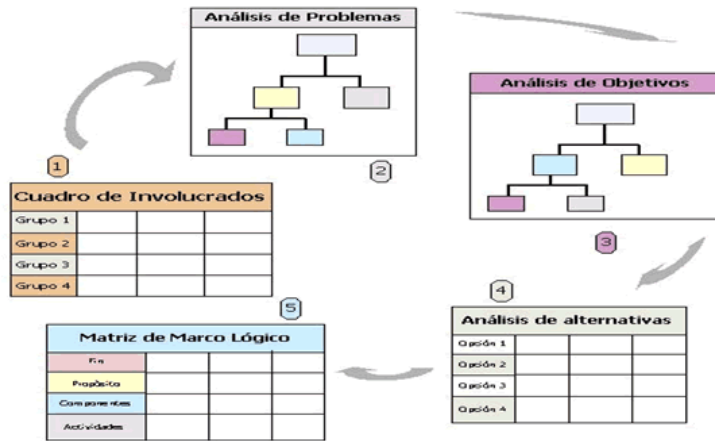 Análisis de Problemas
Análisis de Objetivos
1
2
Cuadro de Involucrados
Grupo 1
Grupo 2
Grupo 3
Grupo 4
3
4
5
Análisis de alternativas
Opción 1
Opción 2
Opción 3
Opción 4
Matriz de Marco Lógico
Fin
Propósito
Componentes
Actividades